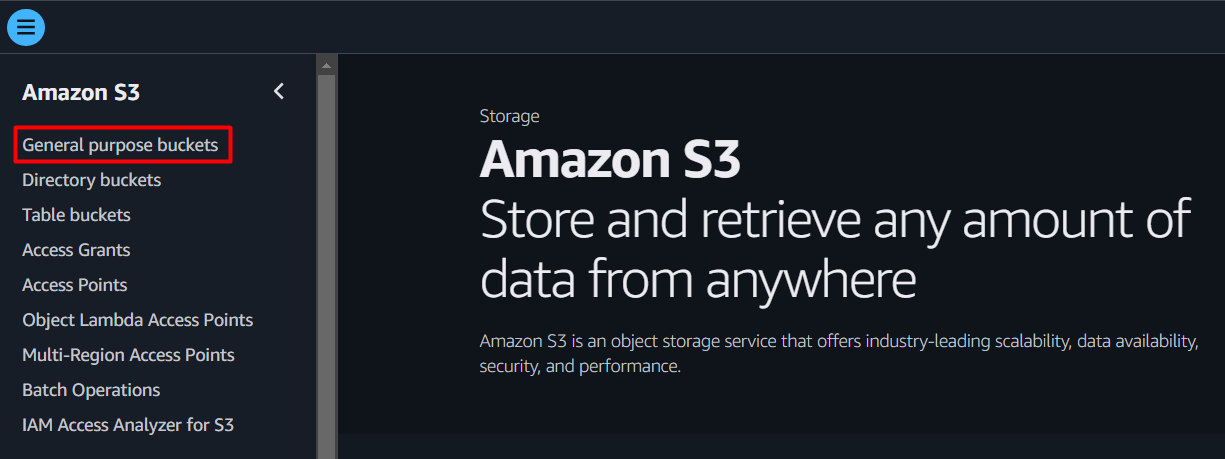 Amazon S3
General purpose buckets
Directory buckets
Table buckets
Access Grants
Access Points
Object Lambda Access Points
Multi-Region Access Points
Batch Operations
IAM Access Analyzer for S3
Storage
Amazon S3
Store and retrieve any amount of
data from anywhere
Amazon S3 is an object storage service that offers industry-leading scalability, data availability,
security, and performance.